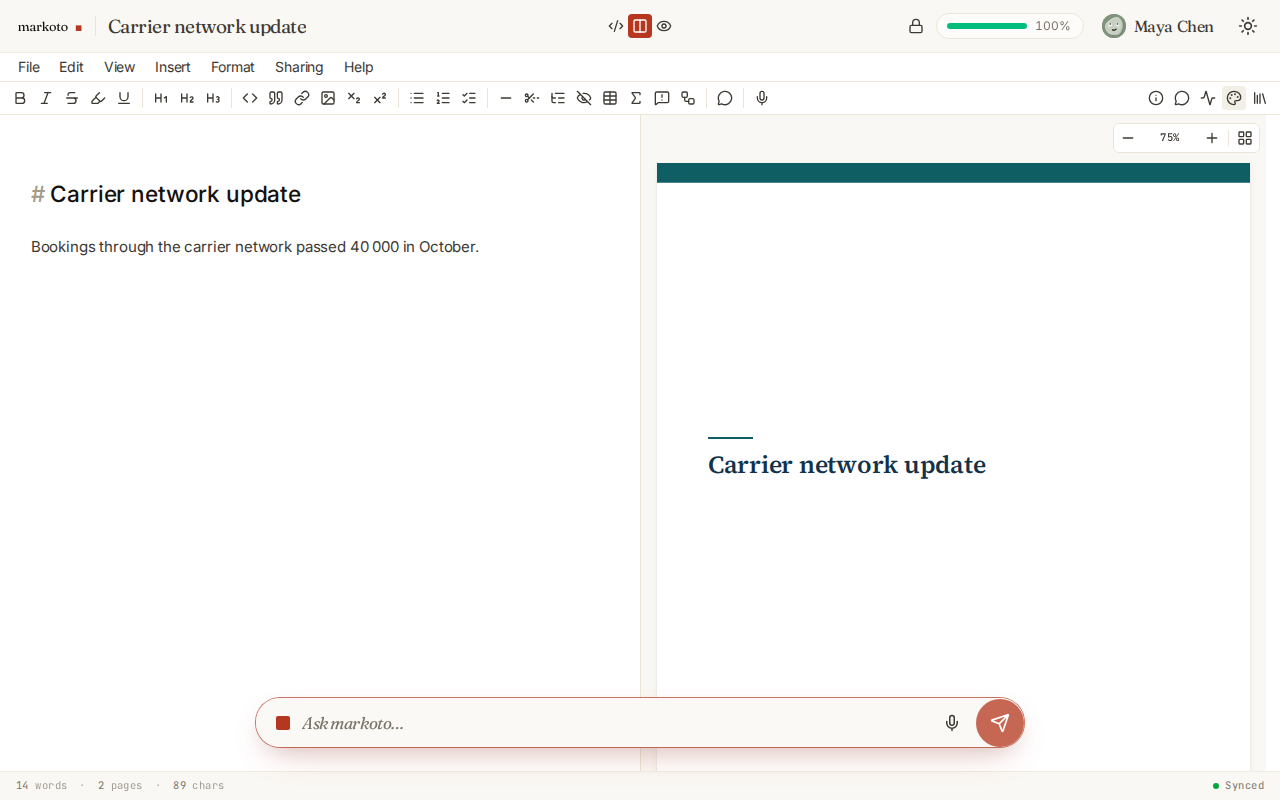 markoto
Carrier network update
100%
Maya Chen
File Edit View Insert Format Sharing Help
B I S U H1 H2 H3 x2 x2
75%
# Carrier network update
Bookings through the carrier network passed 40 000 in October.
Carrier network update
Ask markoto...
14 words · 2 pages · 89 chars
Synced